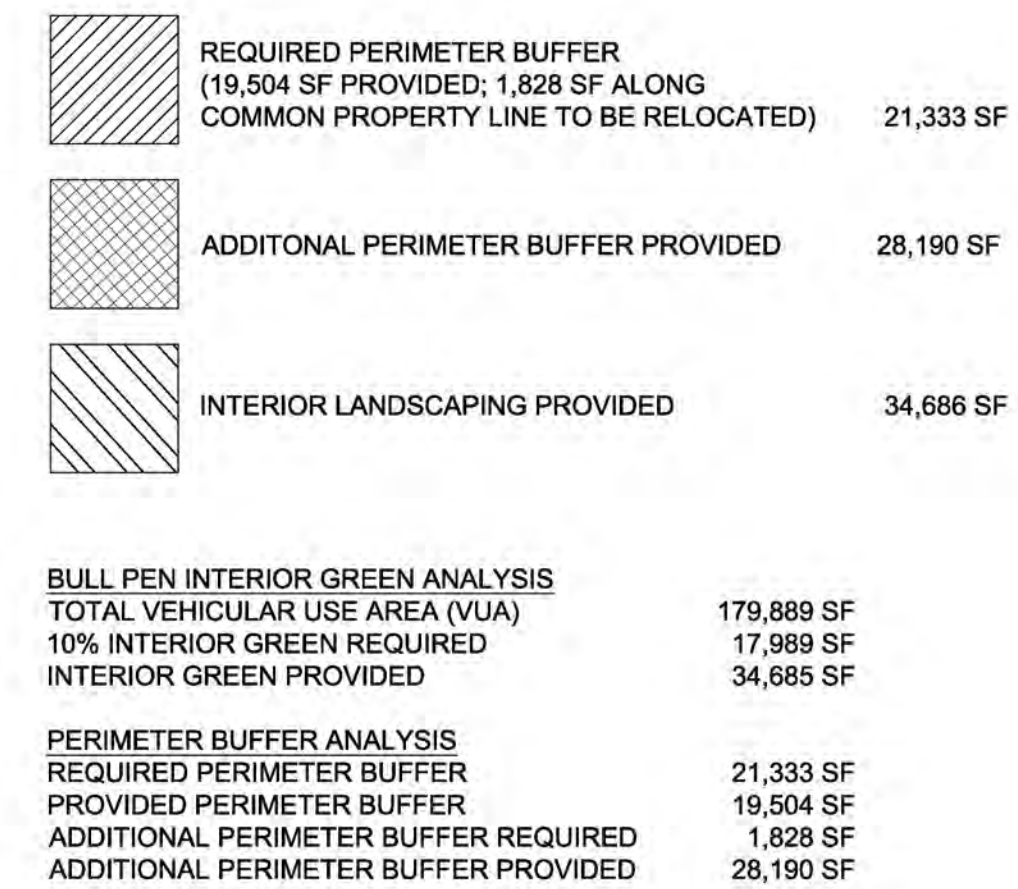 REQUIRED PERIMETER BUFFER
(19,504 SF PROVIDED; 1,828 SF ALONG
COMMON PROPERTY LINE TO BE RELOCATED) 21,333 SF
ADDITONAL PERIMETER BUFFER PROVIDED 28,190 SF
INTERIOR LANDSCAPING PROVIDED 34,686 SF
BULL PEN INTERIOR GREEN ANALYSIS
TOTAL VEHICULAR USE AREA (VUA) 179,889 SF
10% INTERIOR GREEN REQUIRED 17,989 SF
INTERIOR GREEN PROVIDED 34,685 SF
PERIMETER BUFFER ANALYSIS
REQUIRED PERIMETER BUFFER 21,333 SF
PROVIDED PERIMETER BUFFER 19,504 SF
ADDITIONAL PERIMETER BUFFER REQUIRED 1,828 SF
ADDITIONAL PERIMETER BUFFER PROVIDED 28,190 SF